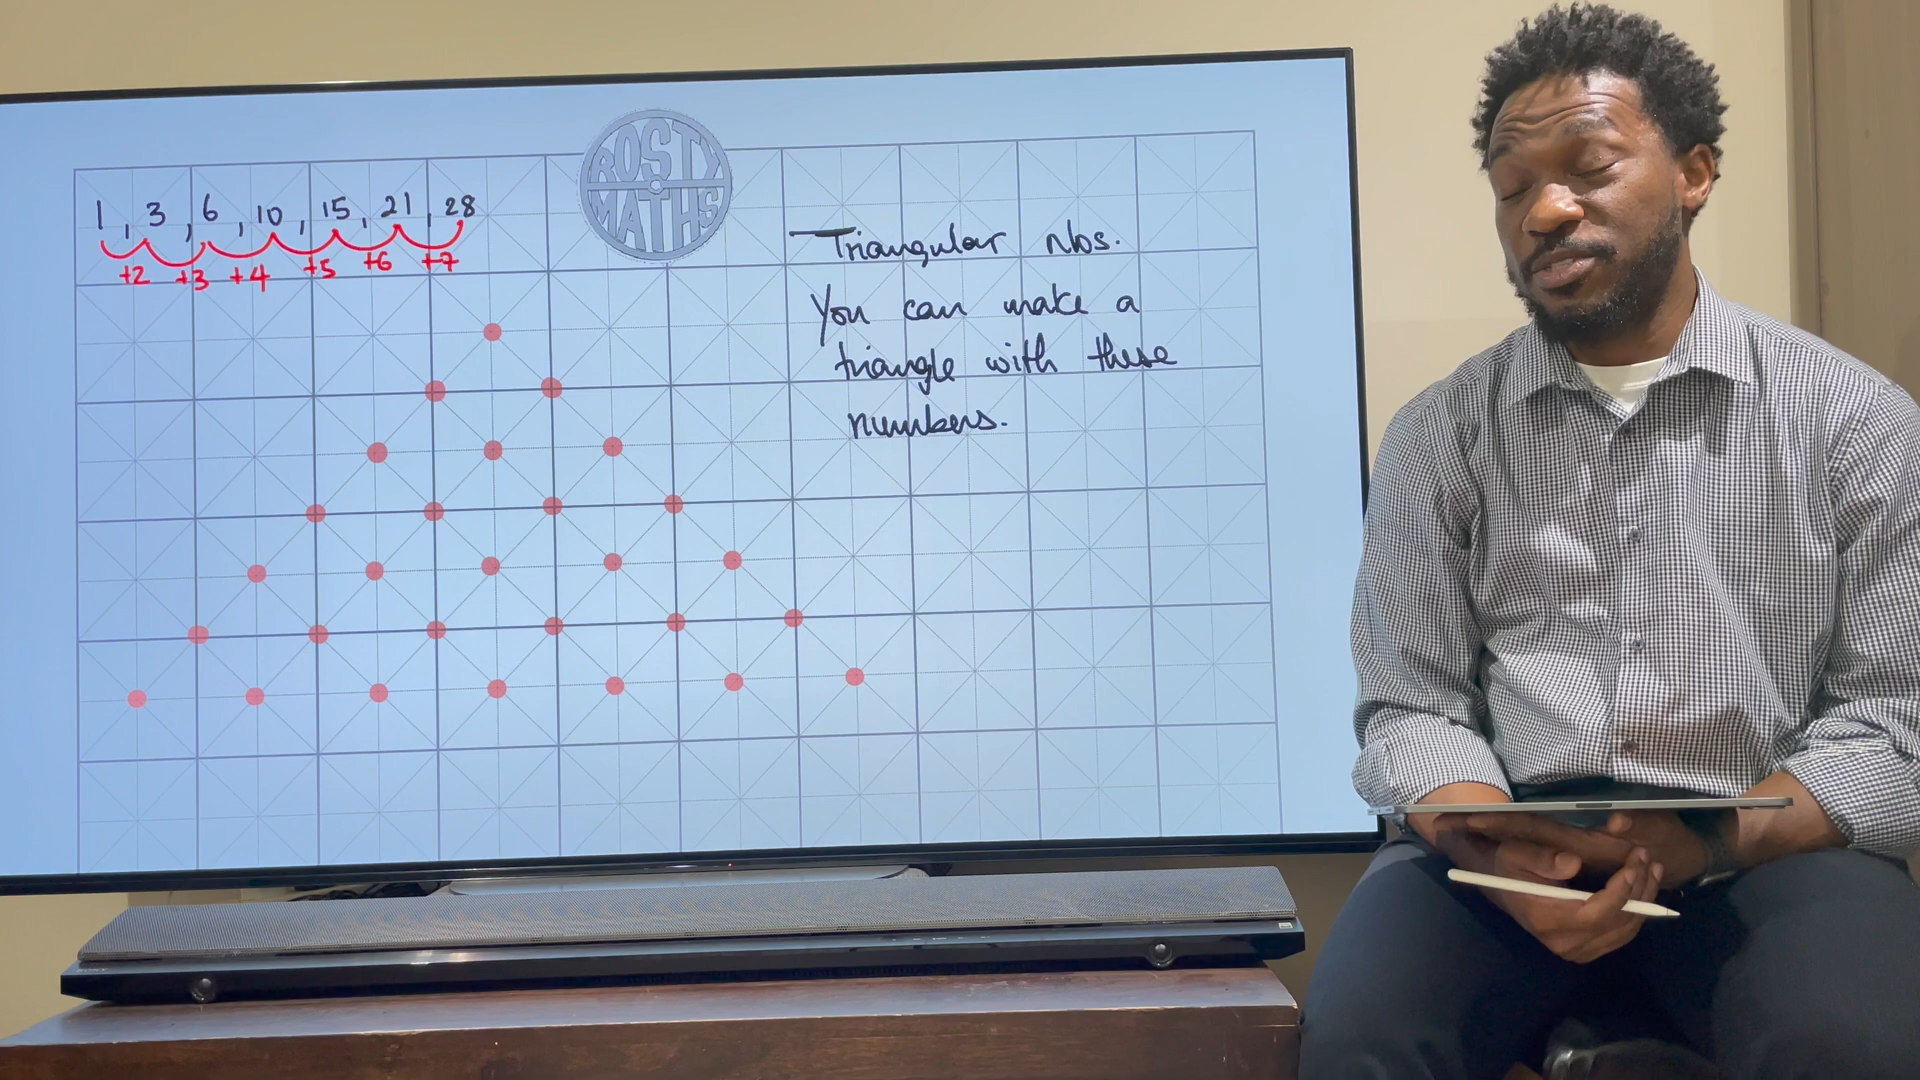 1, 3, 6, 10, 15, 21, 28
+2 +3 +4 +5 +6 +7
ROSTY
MATHS
Triangular nbs.
You can make a
triangle with these
numbers.